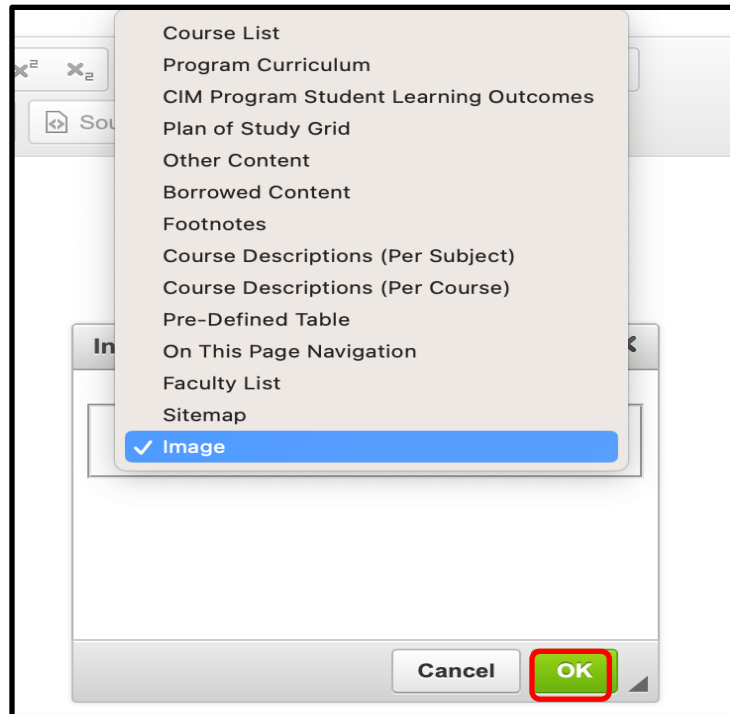 Course List
Program Curriculum
CIM Program Student Learning Outcomes
Plan of Study Grid
Other Content
Borrowed Content
Footnotes
Course Descriptions (Per Subject)
Course Descriptions (Per Course)
Pre-Defined Table
On This Page Navigation
Faculty List
Sitemap
Image
Cancel OK